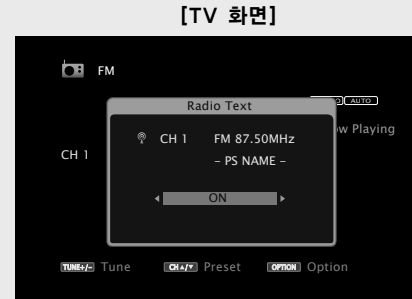 [TV 화면]
FM
AUTO
Radio Text
CH 1 FM 87.50MHz
– PS NAME –
w Playing
CH 1
ON
TUNE+/- Tune CH▲/▼ Preset OPTION Option